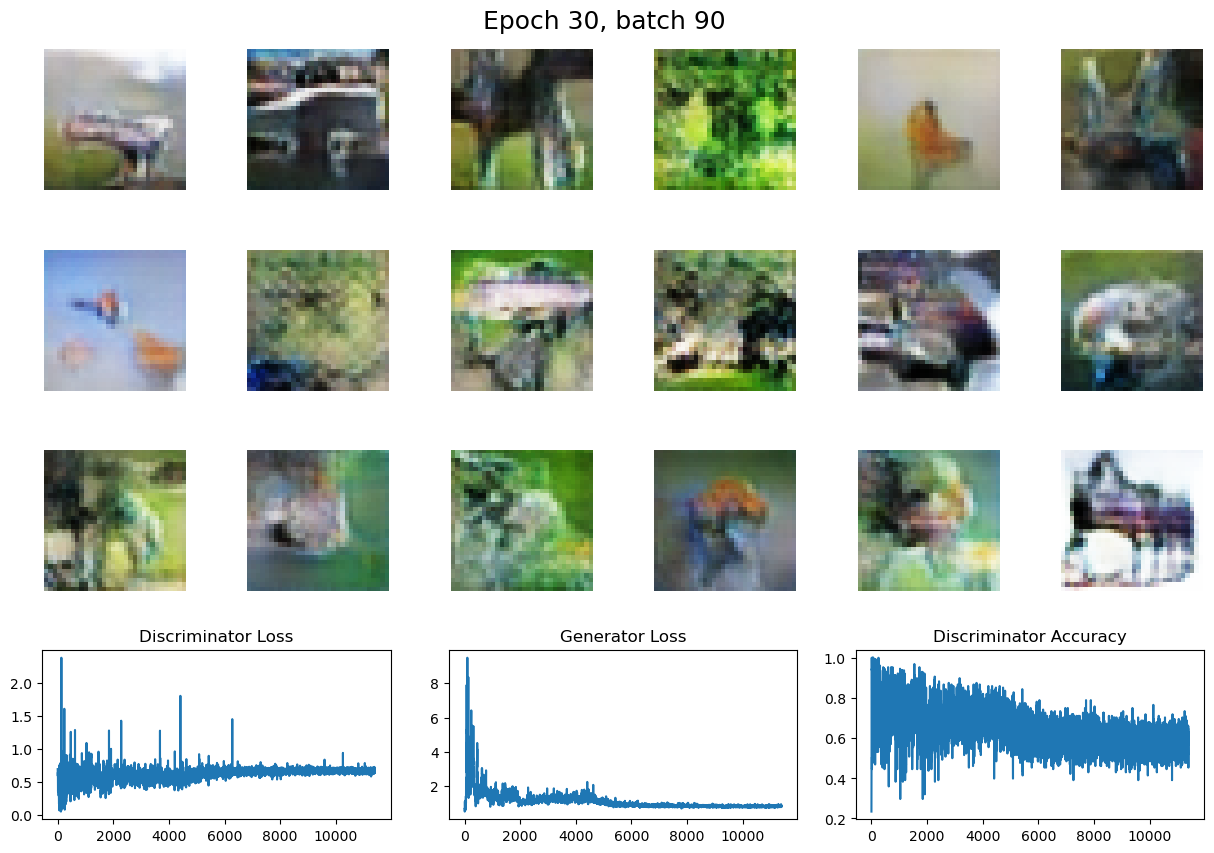 Epoch 30, batch 90
Discriminator Loss
Generator Loss
Discriminator Accuracy
2.0
1.5
1.0
0.5
0.0
0 2000 4000 6000 8000 10000
8
6
4
2
0 2000 4000 6000 8000 10000
1.0
0.8
0.6
0.4
0.2
0 2000 4000 6000 8000 10000